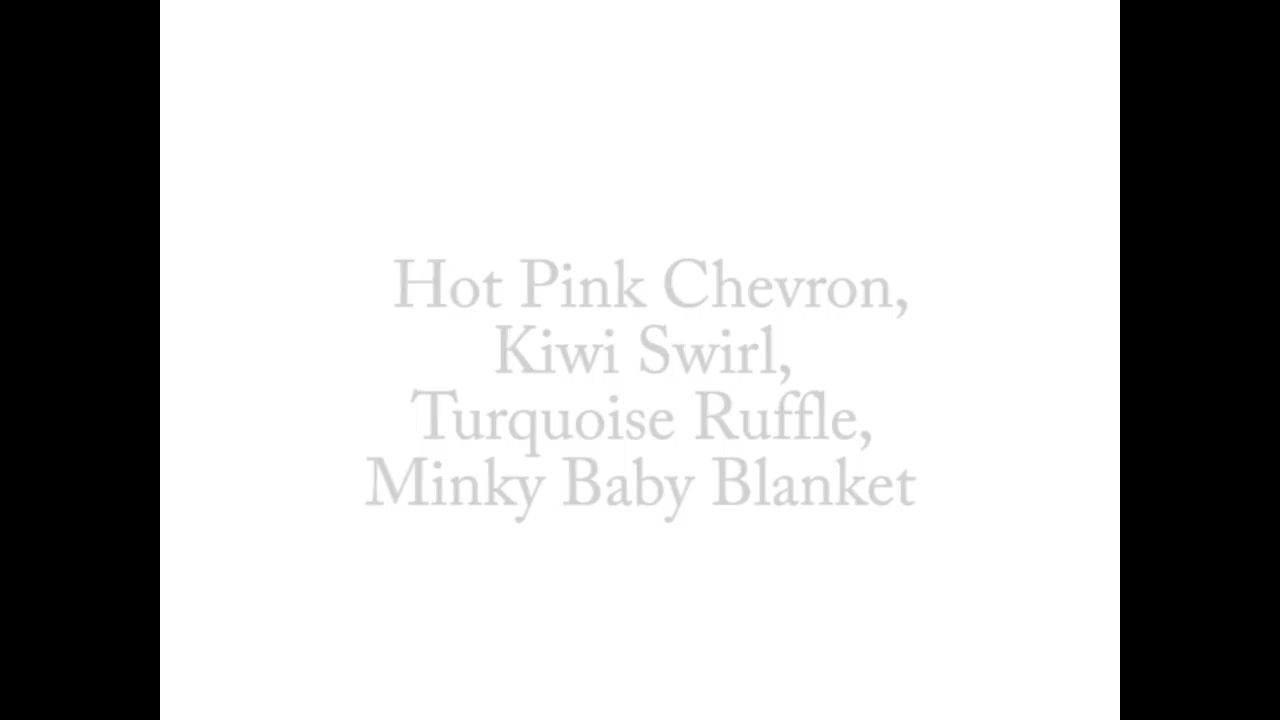 Hot Pink Chevron,
Kiwi Swirl,
Turquoise Ruffle,
Minky Baby Blanket